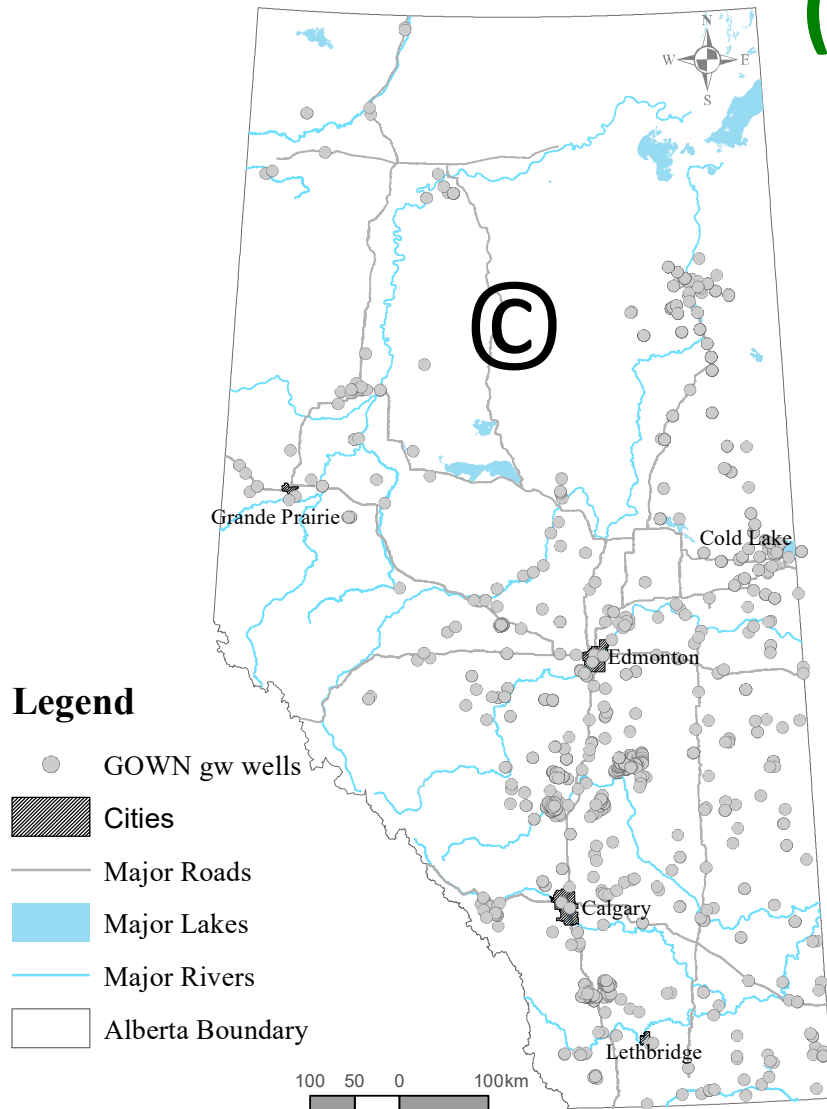 N
W E
S
©
Grande Prairie
Cold Lake
Edmonton
Legend
GOWN gw wells
Cities
Major Roads
Major Lakes
Calgary
Major Rivers
Alberta Boundary
Lethbridge
100 50 0 100km